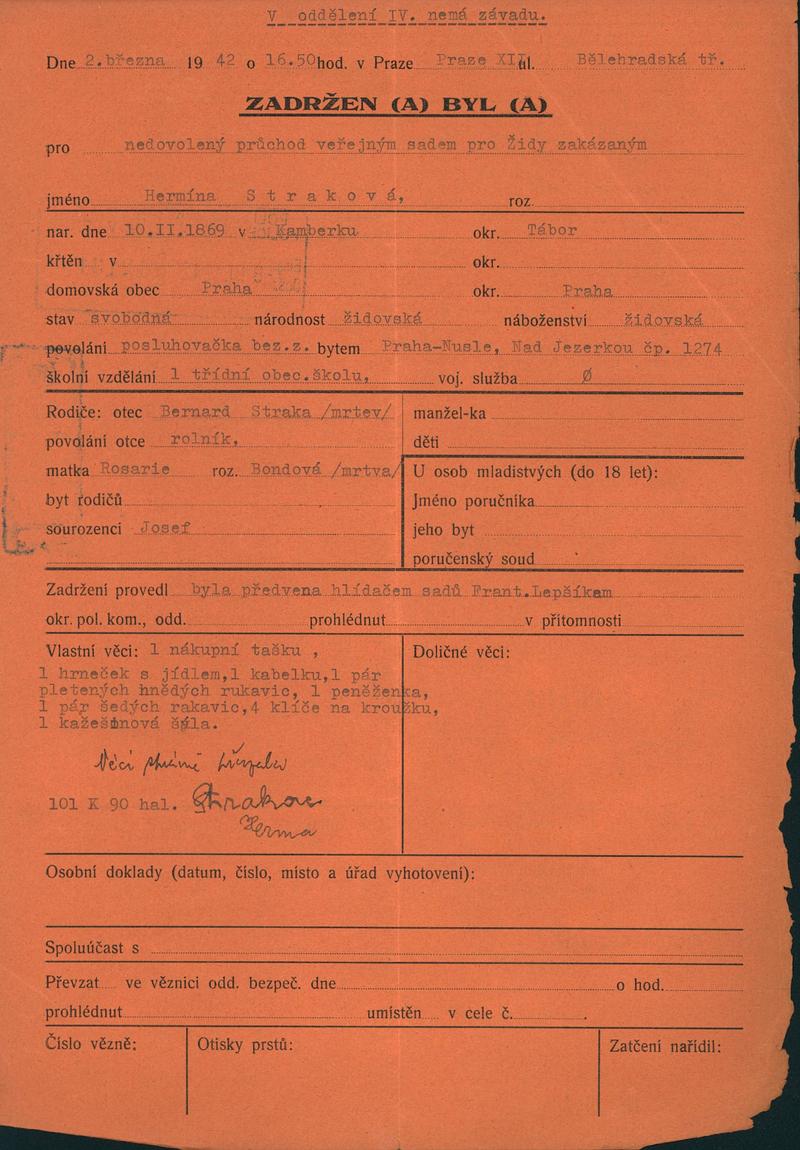 V oddělení IV. nemá závadu.
Dne 2.března 19 42 o 16.50 hod. v Praze Praze XII ul. Bělehradská tř.
ZADRŽEN (A) BYL (A)
pro nedovolený průchod veřejným sadem pro Židy zakázaným
jméno Hermína Straková, roz.
nar. dne 10.II.1869 v Kamberku okr. Tábor
křtěn v okr.
domovská obec Praha okr. Praha
stav svobodná národnost židovská náboženství židovská
povolání posluhovačka bez.z. bytem Praha-Nusle, Nad Jezerkou čp. 1274
školní vzdělání 1 třídní obec.školu, voj. služba Ø
Rodiče: otec Bernard Straka /mrtev/ manžel-ka
povolání otce rolník, děti
matka Rosarie roz. Bondová /mrtva/ U osob mladistvých (do 18 let):
byt rodičů Jméno poručníka
sourozenci Josef jeho byt
poručenský soud
Zadržení provedl byla předvena hlídačem sadů Frant.Lepšíkem
okr. pol. kom., odd. prohlédnut v přítomnosti
Vlastní věci: 1 nákupní tašku , Doličné věci:
1 hrneček s jídlem,1 kabelku,1 pár
pletených hnědých rukavic, 1 peněženka,
1 pár šedých rakavic,4 klíče na kroužku,
1 kažešinová šála.
Věci
101 K 90 hal. Strakov
Herma
Osobní doklady (datum, číslo, místo a úřad vyhotovení):
Spoluúčast s
Převzat ve věznici odd. bezpeč. dne o hod.
prohlédnut umístěn v cele č.
Číslo vězně: Otisky prstů: Zatčení nařídil: